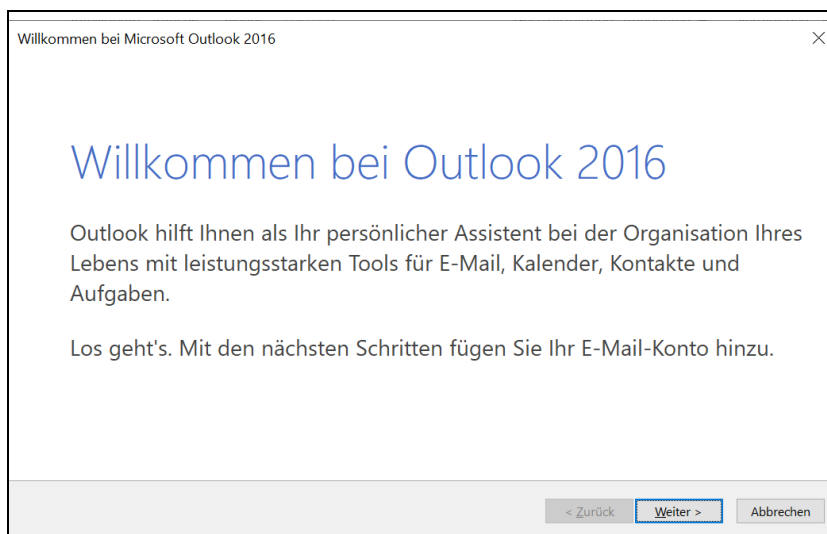 Willkommen bei Microsoft Outlook 2016
Willkommen bei Outlook 2016
Outlook hilft Ihnen als Ihr persönlicher Assistent bei der Organisation Ihres
Lebens mit leistungsstarken Tools für E-Mail, Kalender, Kontakte und
Aufgaben.
Los geht's. Mit den nächsten Schritten fügen Sie Ihr E-Mail-Konto hinzu.
< Zurück Weiter > Abbrechen